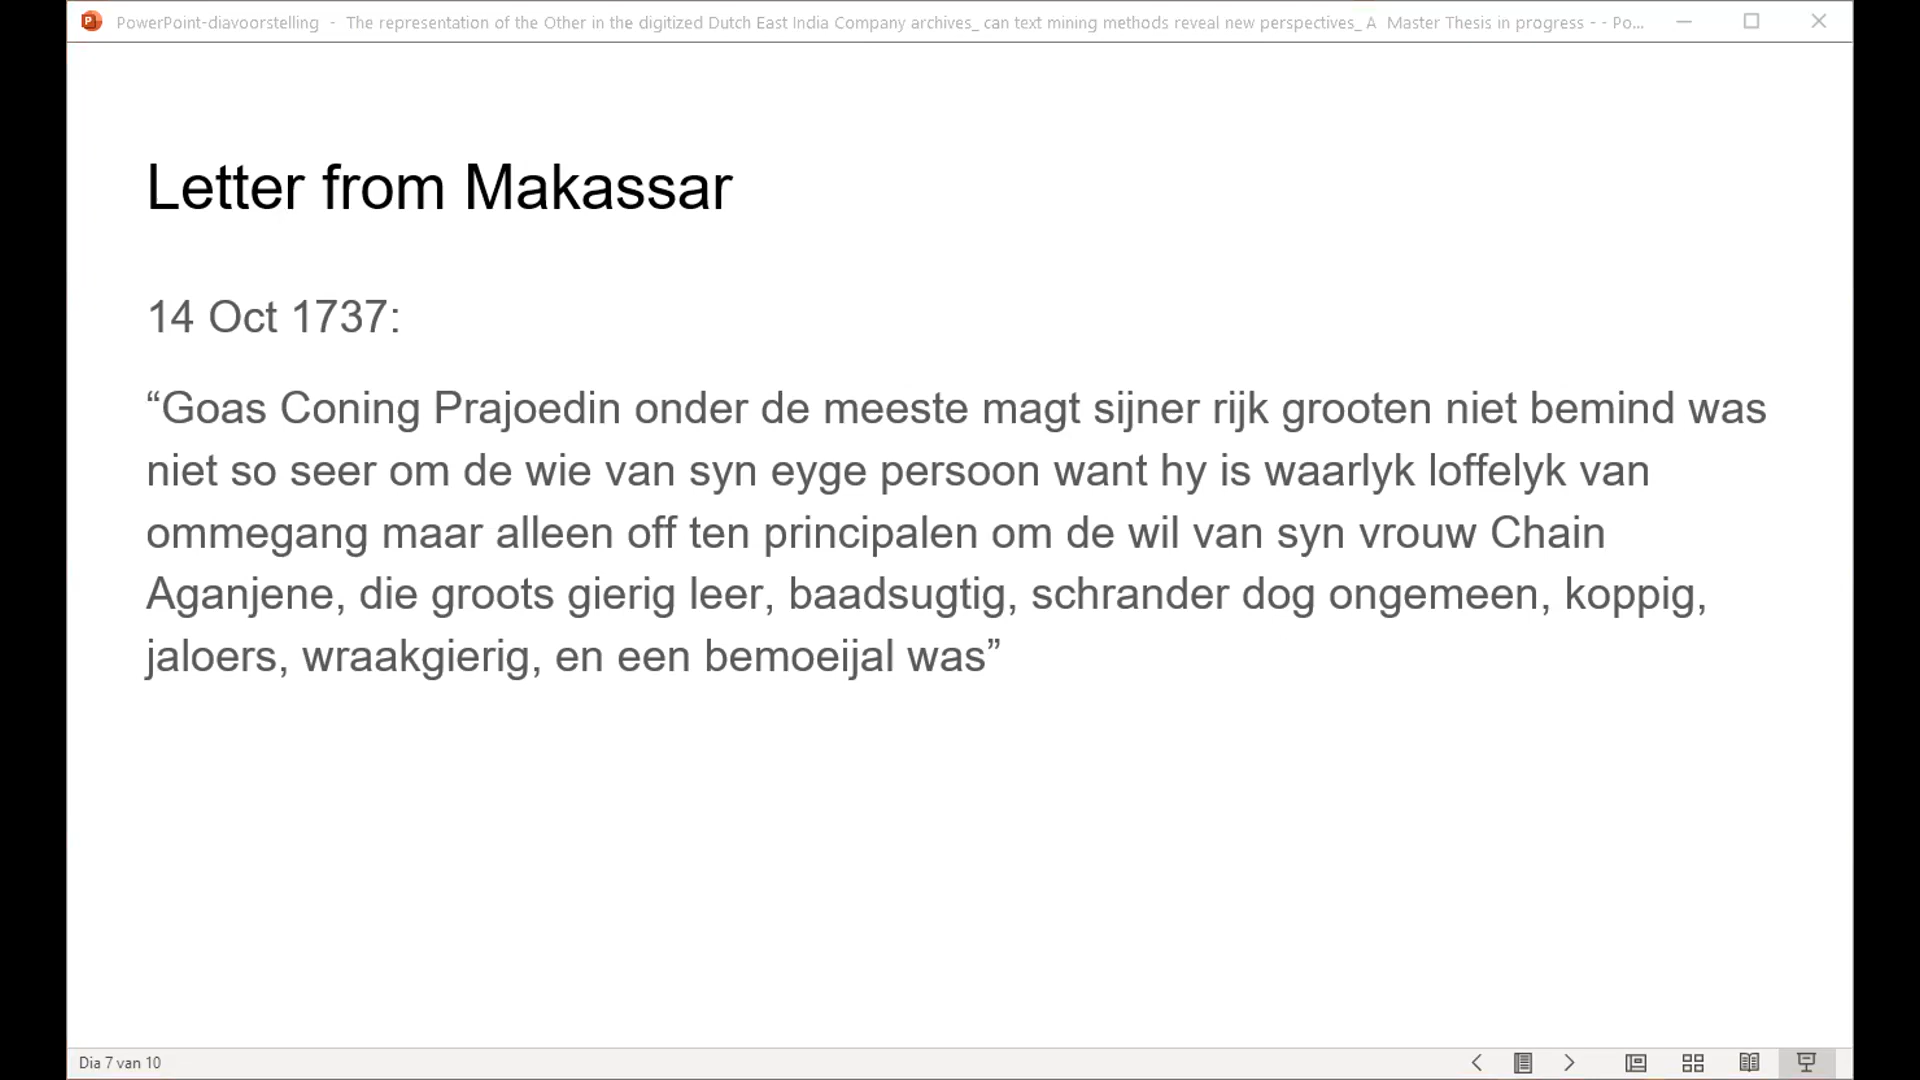 PowerPoint-diavoorstelling - The representation of the Other in the digitized Dutch East India Company archives_ can text mining methods reveal new perspectives_ A Master Thesis in progress - - Po...
Letter from Makassar
14 Oct 1737:
“Goas Coning Prajoedin onder de meeste magt sijner rijk grooten niet bemind was
niet so seer om de wie van syn eyge persoon want hy is waarlyk loffelyk van
ommegang maar alleen off ten principalen om de wil van syn vrouw Chain
Aganjene, die groots gierig leer, baadsugtig, schrander dog ongemeen, koppig,
jaloers, wraakgierig, en een bemoeijal was”
Dia 7 van 10